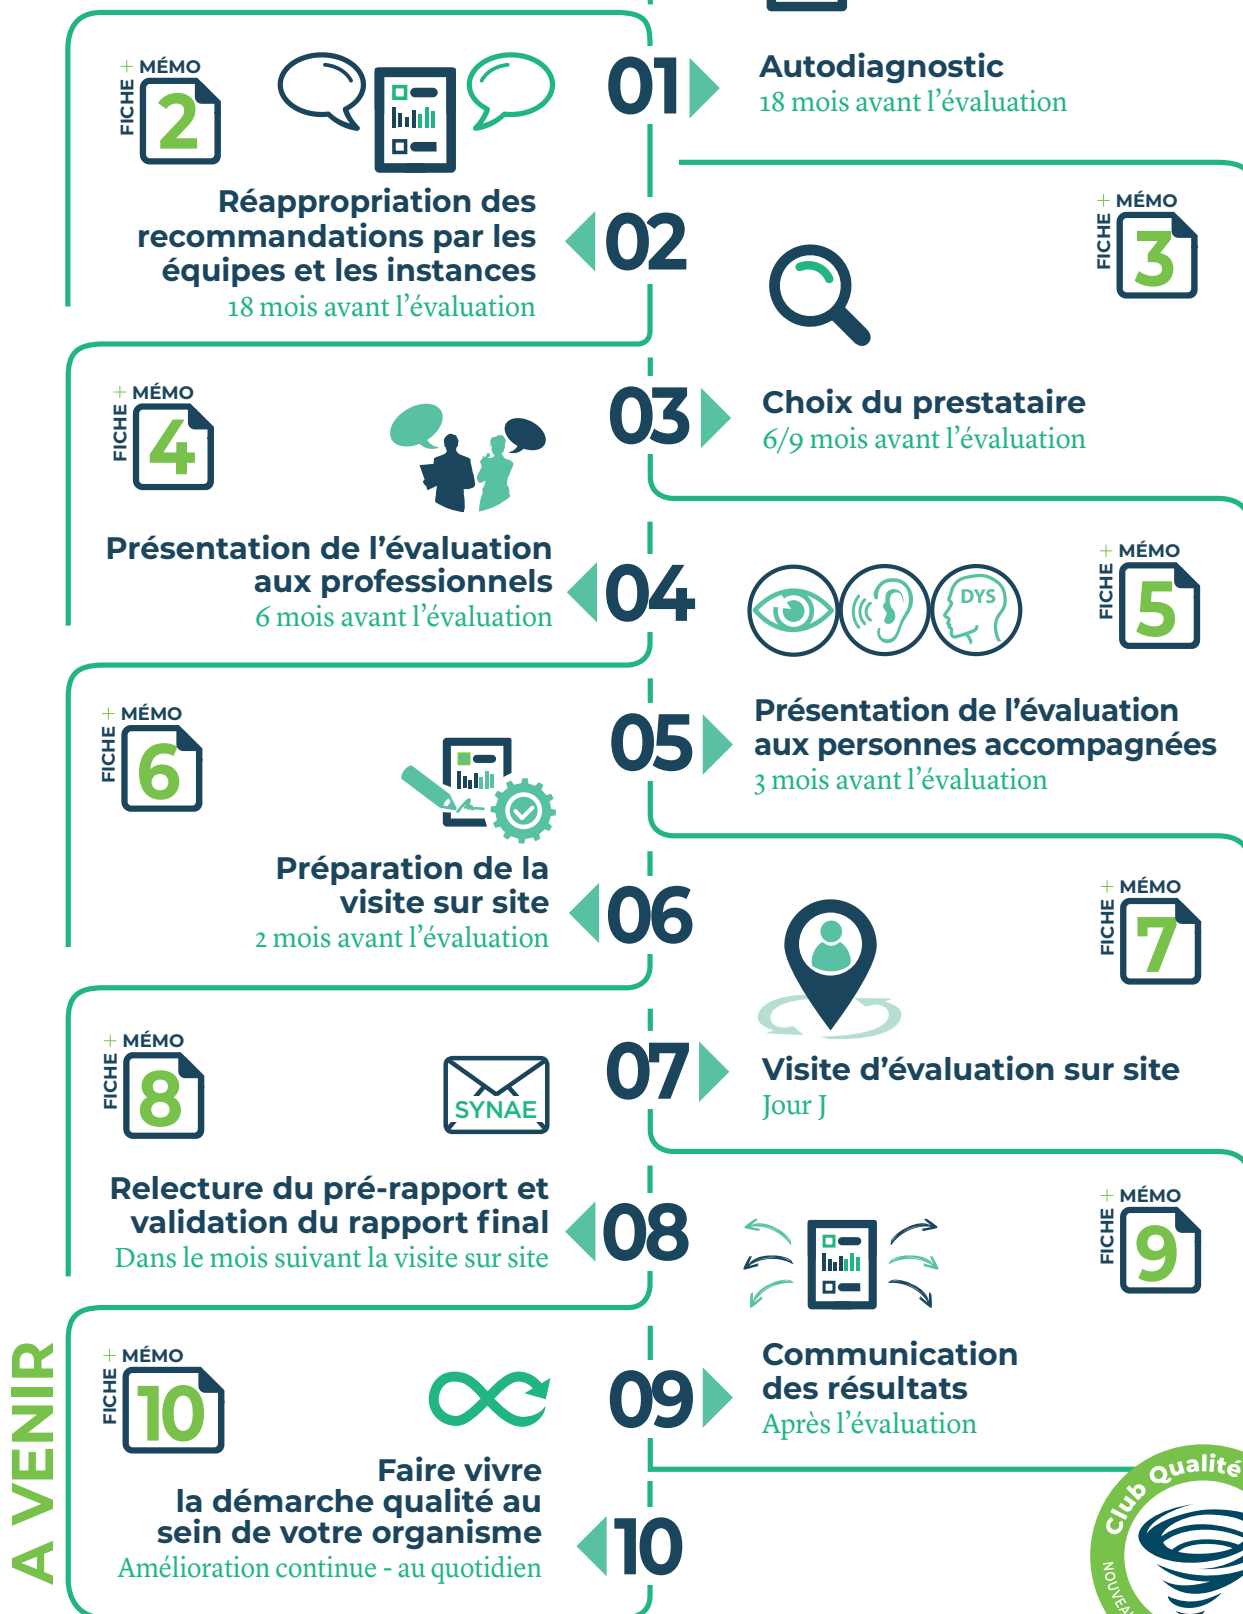 01
Autodiagnostic
18 mois avant l’évaluation
FICHE + MÉMO
2
Réappropriation des
recommandations par les
équipes et les instances
18 mois avant l’évaluation
02
FICHE + MÉMO
3
03
Choix du prestataire
6/9 mois avant l’évaluation
FICHE + MÉMO
4
Présentation de l’évaluation
aux professionnels
6 mois avant l’évaluation
04
DYS
FICHE + MÉMO
5
05
Présentation de l’évaluation
aux personnes accompagnées
3 mois avant l’évaluation
FICHE + MÉMO
6
Préparation de la
visite sur site
2 mois avant l’évaluation
06
FICHE + MÉMO
7
07
Visite d’évaluation sur site
Jour J
FICHE + MÉMO
8
SYNAE
Relecture du pré-rapport et
validation du rapport final
Dans le mois suivant la visite sur site
08
FICHE + MÉMO
9
09
Communication
des résultats
Après l’évaluation
A VENIR
FICHE + MÉMO
10
Faire vivre
la démarche qualité au
sein de votre organisme
Amélioration continue - au quotidien
10
Club Qualité